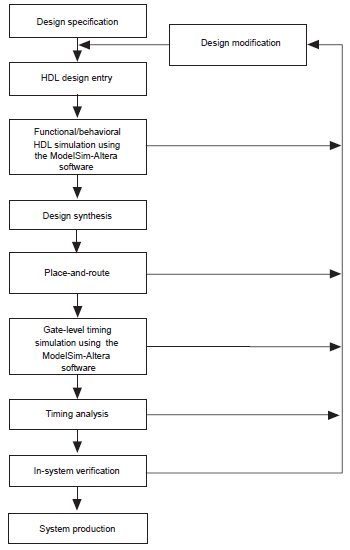 Design specification
Design modification
HDL design entry
Functional/behavioral
HDL simulation using
the ModelSim-Altera
software
Design synthesis
Place-and-route
Gate-level timing
simulation using the
ModelSim-Altera
software
Timing analysis
In-system verification
System production